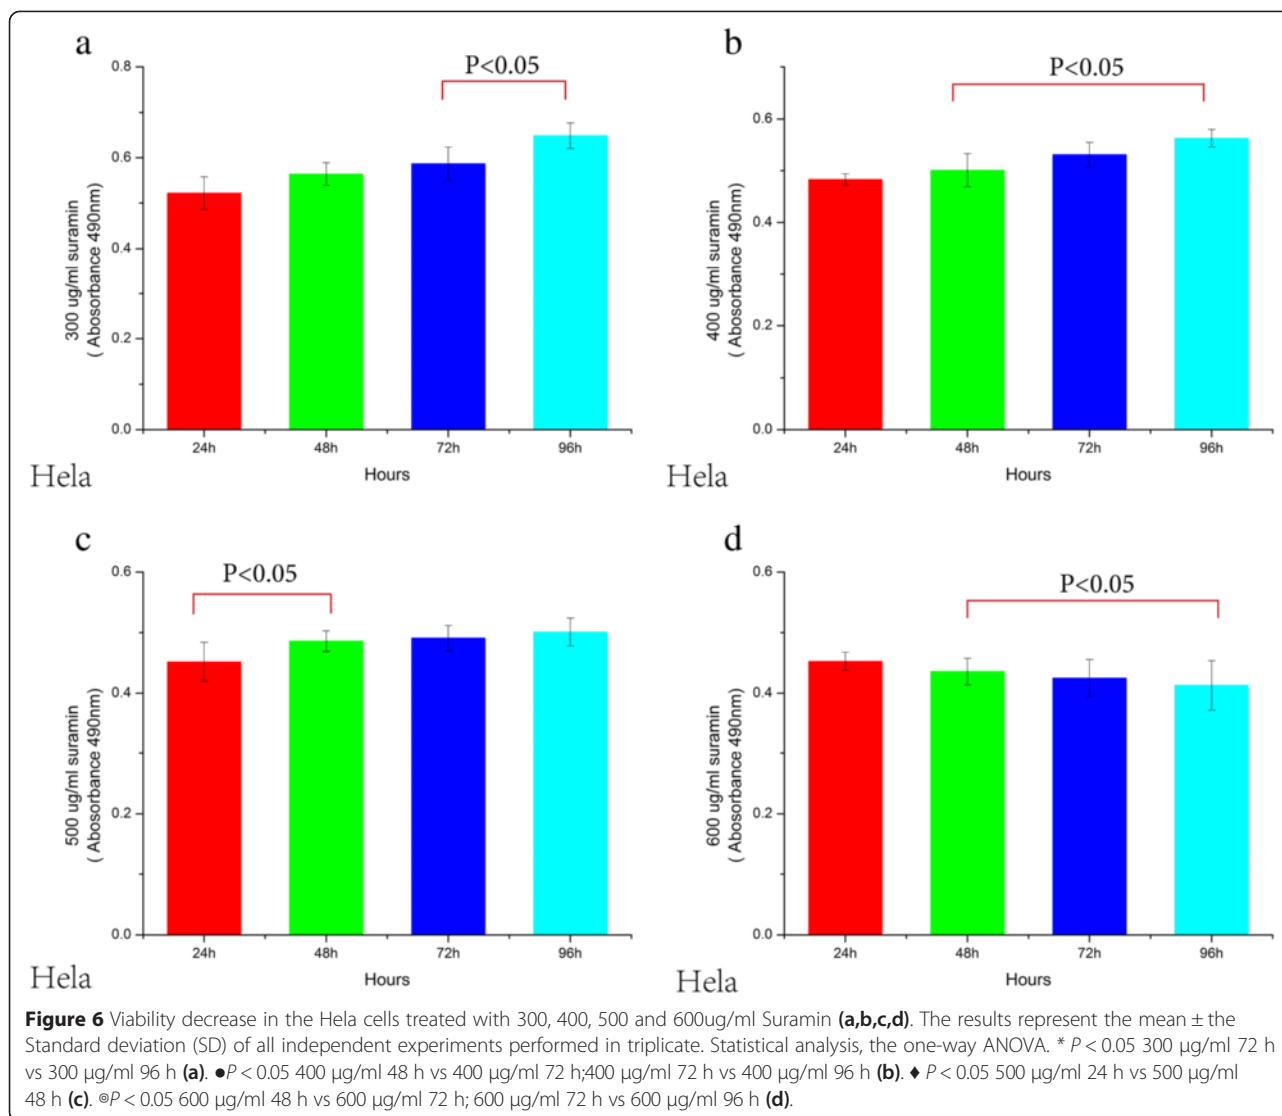 a
P<0.05
0.8
0.6
0.4
0.2
0.0
300 ug/ml suramin
( Abosorbance 490nm)
24h 48h 72h 96h
Hours
Hela
b
P<0.05
0.6
0.4
0.2
0.0
400 ug/ml suramin
( Abosorbance 490nm)
24h 48h 72h 96h
Hours
Hela
c
P<0.05
0.6
0.4
0.2
0.0
500 ug/ml suramin
( Abosorbance 490nm)
24h 48h 72h 96h
Hours
Hela
d
P<0.05
0.6
0.4
0.2
0.0
600 ug/ml suramin
( Abosorbance 490nm)
24h 48h 72h 96h
Hours
Hela
Figure 6 Viability decrease in the Hela cells treated with 300, 400, 500 and 600ug/ml Suramin (a,b,c,d). The results represent the mean ± the
Standard deviation (SD) of all independent experiments performed in triplicate. Statistical analysis, the one-way ANOVA. * P < 0.05 300 μg/ml 72 h
vs 300 μg/ml 96 h (a). ●P < 0.05 400 μg/ml 48 h vs 400 μg/ml 72 h;400 μg/ml 72 h vs 400 μg/ml 96 h (b). ♦ P < 0.05 500 μg/ml 24 h vs 500 μg/ml
48 h (c). ⊚P < 0.05 600 μg/ml 48 h vs 600 μg/ml 72 h; 600 μg/ml 72 h vs 600 μg/ml 96 h (d).